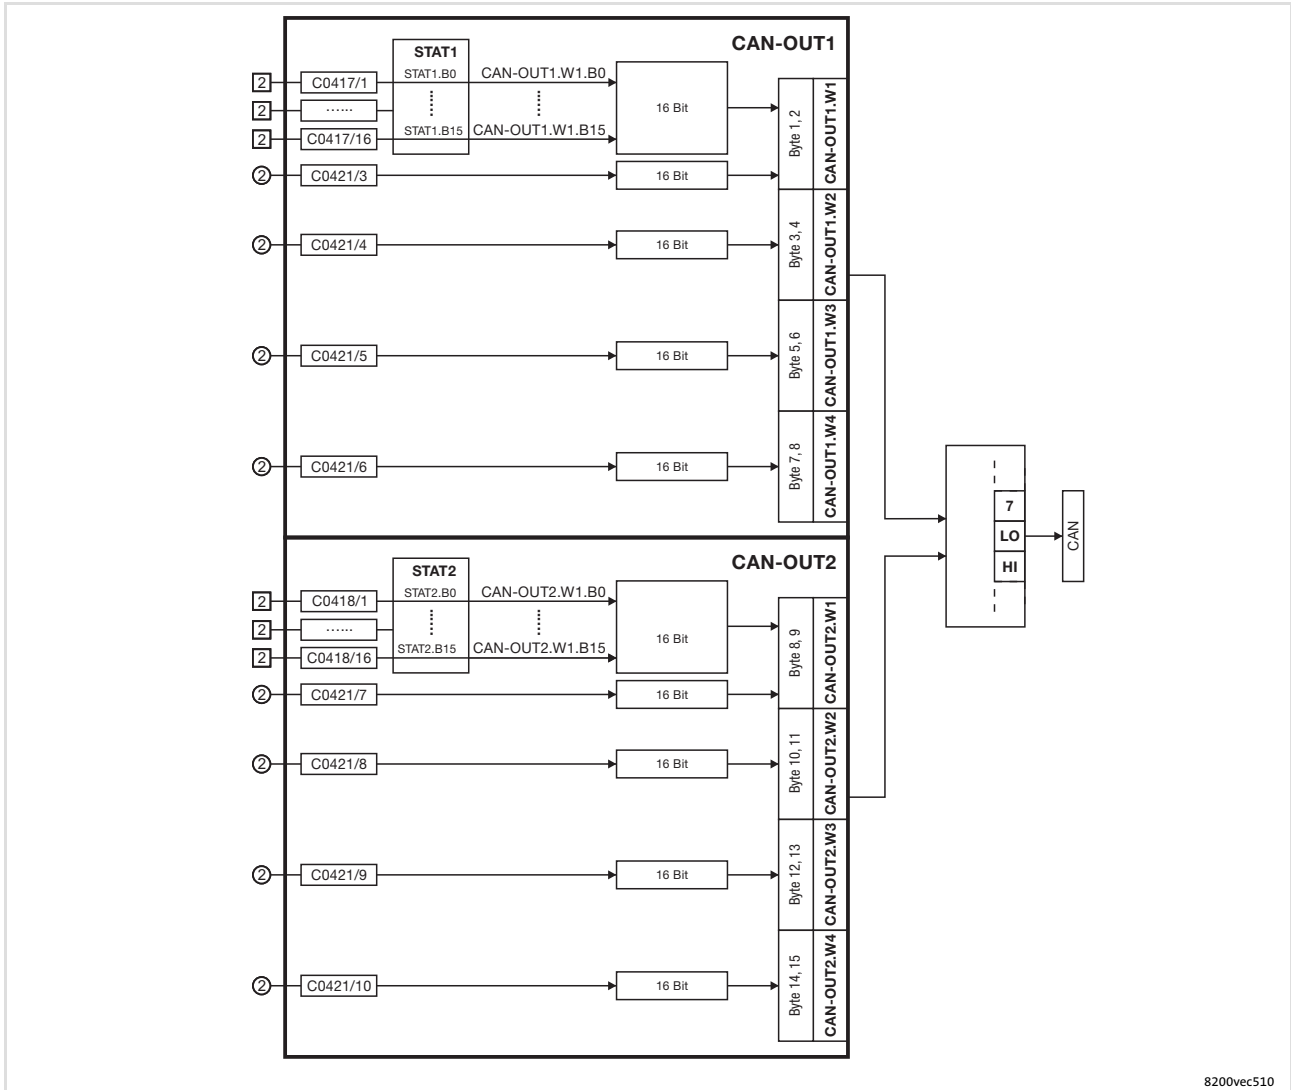 CAN-OUT1
STAT1
2 C0417/1 STAT1.B0 CAN-OUT1.W1.B0
2 ......
2 C0417/16 STAT1.B15 CAN-OUT1.W1.B15
16 Bit
Byte 1, 2 CAN-OUT1.W1
2 C0421/3 16 Bit
2 C0421/4 16 Bit
Byte 3, 4 CAN-OUT1.W2
2 C0421/5 16 Bit
Byte 5, 6 CAN-OUT1.W3
2 C0421/6 16 Bit
Byte 7, 8 CAN-OUT1.W4
7
LO
HI
CAN
CAN-OUT2
STAT2
2 C0418/1 STAT2.B0 CAN-OUT2.W1.B0
2 ......
2 C0418/16 STAT2.B15 CAN-OUT2.W1.B15
16 Bit
Byte 8, 9 CAN-OUT2.W1
2 C0421/7 16 Bit
2 C0421/8 16 Bit
Byte 10, 11 CAN-OUT2.W2
2 C0421/9 16 Bit
Byte 12, 13 CAN-OUT2.W3
2 C0421/10 16 Bit
Byte 14, 15 CAN-OUT2.W4
8200vec510